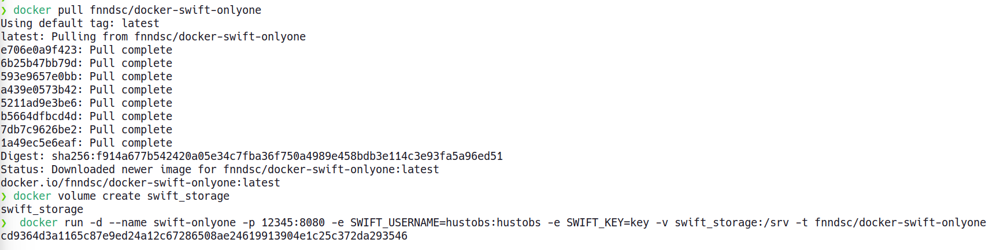 ❯ docker pull fnndsc/docker-swift-onlyone
Using default tag: latest
latest: Pulling from fnndsc/docker-swift-onlyone
e706e0a9f423: Pull complete
6b25b47bb79d: Pull complete
593e9657e0bb: Pull complete
a439e0573b42: Pull complete
5211ad9e3be6: Pull complete
b5664dfbcd4d: Pull complete
7db7c9626be2: Pull complete
1a49ec5e6eaf: Pull complete
Digest: sha256:f914a677b542420a05e34c7fba36f750a4989e458bdb3e114c3e93fa5a96ed51
Status: Downloaded newer image for fnndsc/docker-swift-onlyone:latest
docker.io/fnndsc/docker-swift-onlyone:latest
❯ docker volume create swift_storage
swift_storage
❯  docker run -d --name swift-onlyone -p 12345:8080 -e SWIFT_USERNAME=hustobs:hustobs -e SWIFT_KEY=key -v swift_storage:/srv -t fnndsc/docker-swift-onlyone
cd9364d3a1165c87e9ed24a12c67286508ae24619913904e1c25c372da293546